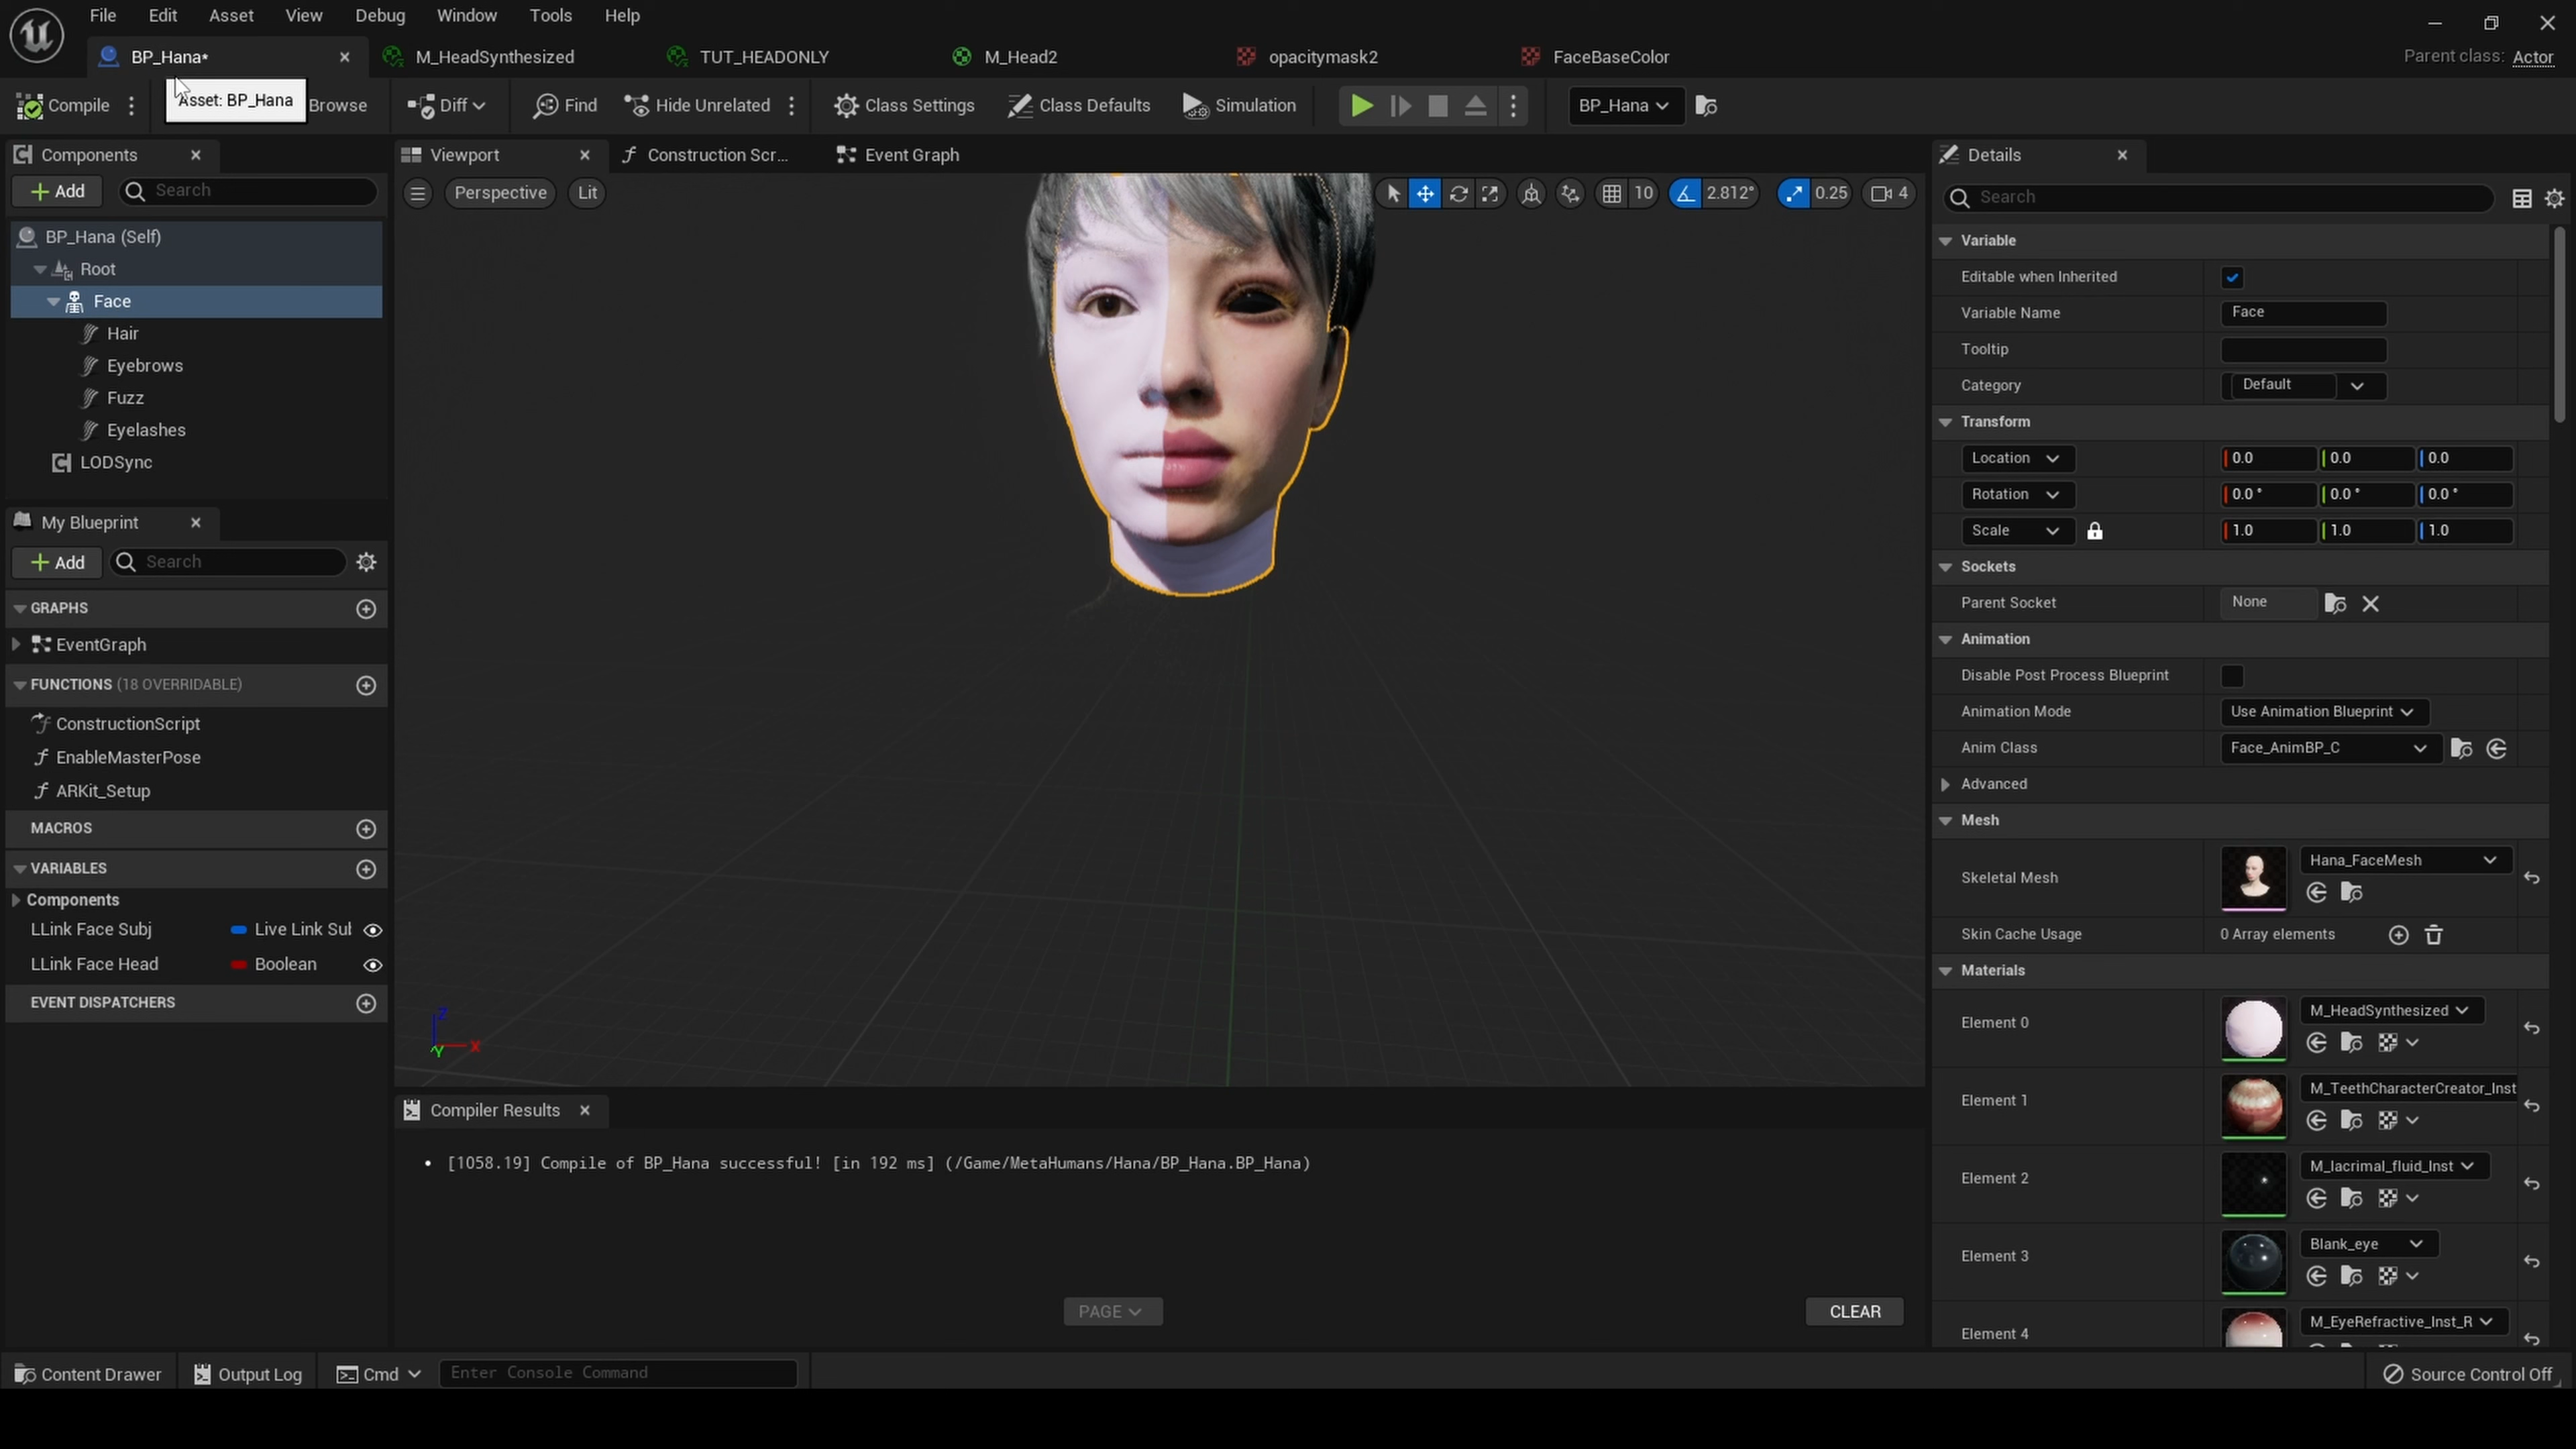 File Edit Asset View Debug Window Tools Help
BP_Hana* M_HeadSynthesized TUT_HEADONLY M_Head2 opacitymask2 FaceBaseColor
Parent class: Actor
Compile Asset: BP_Hana Browse Diff Find Hide Unrelated Class Settings Class Defaults Simulation BP_Hana
Components
Add Search
BP_Hana (Self)
Root
Face
Hair
Eyebrows
Fuzz
Eyelashes
LODSync
My Blueprint
Add Search
GRAPHS
EventGraph
FUNCTIONS (18 OVERRIDABLE)
ConstructionScript
EnableMasterPose
ARKit_Setup
MACROS
VARIABLES
Components
LLink Face Subj Live Link Sul
LLink Face Head Boolean
EVENT DISPATCHERS
Viewport Construction Scr... Event Graph
Perspective Lit 10 2.812° 0.25 4
Z
Y X
Compiler Results
• [1058.19] Compile of BP_Hana successful! [in 192 ms] (/Game/MetaHumans/Hana/BP_Hana.BP_Hana)
PAGE CLEAR
Details
Search
Variable
Editable when Inherited
Variable Name Face
Tooltip
Category Default
Transform
Location 0.0 0.0 0.0
Rotation 0.0 ° 0.0 ° 0.0 °
Scale 1.0 1.0 1.0
Sockets
Parent Socket None
Animation
Disable Post Process Blueprint
Animation Mode Use Animation Blueprint
Anim Class Face_AnimBP_C
Advanced
Mesh
Skeletal Mesh Hana_FaceMesh
Skin Cache Usage 0 Array elements
Materials
Element 0 M_HeadSynthesized
Element 1 M_TeethCharacterCreator_Inst
Element 2 M_lacrimal_fluid_Inst
Element 3 Blank_eye
Element 4 M_EyeRefractive_Inst_R
Content Drawer Output Log Cmd Enter Console Command Source Control Off